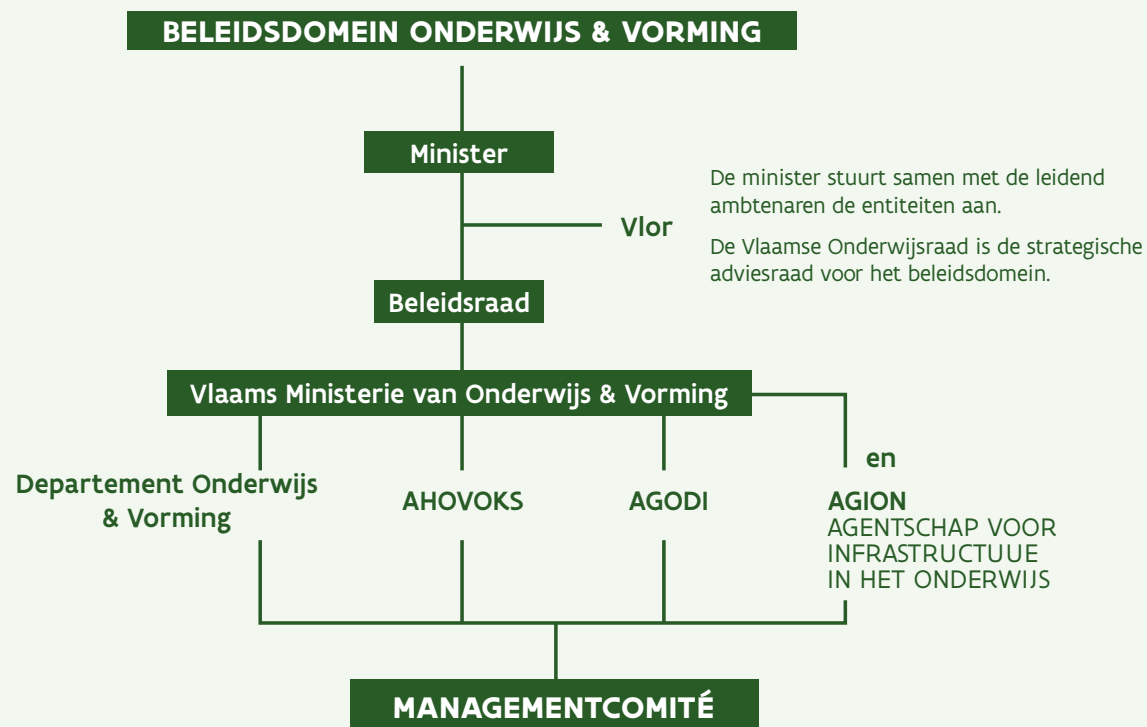 BELEIDSDOMEIN ONDERWIJS & VORMING
Minister
De minister stuurt samen met de leidend
ambtenaren de entiteiten aan.
Vlor
De Vlaamse Onderwijsraad is de strategische
adviesraad voor het beleidsdomein.
Beleidsraad
Vlaams Ministerie van Onderwijs & Vorming
en
Departement Onderwijs
& Vorming
AHOVOKS
AGODI
AGION
AGENTSCHAP VOOR
INFRASTRUCTUUE
IN HET ONDERWIJS
MANAGEMENTCOMITÉ